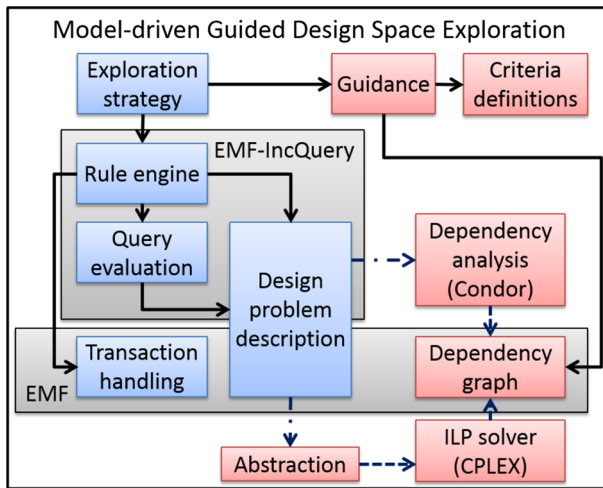 Model-driven Guided Design Space Exploration
Exploration
strategy
Guidance
Criteria
definitions
EMF-IncQuery
Rule engine
Query
evaluation
Design
problem
description
Dependency
analysis
(Condor)
Transaction
handling
EMF
Dependency
graph
Abstraction
ILP solver
(CPLEX)